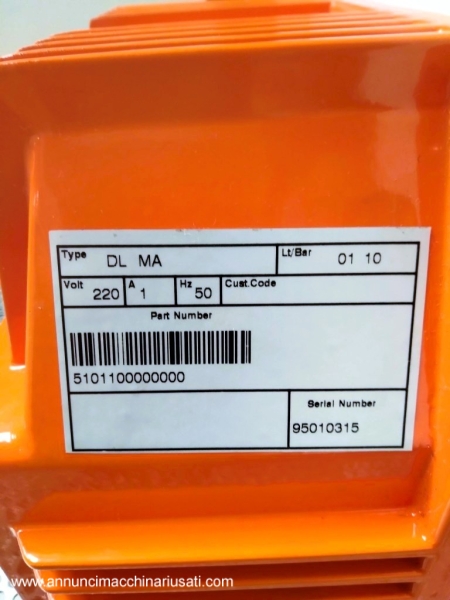 Type DL MA Lt/Bar 01 10
Volt 220 A 1 Hz 50 Cust.Code
Part Number
5101100000000
Serial Number
95010315
www.annuncimacchinariusati.com